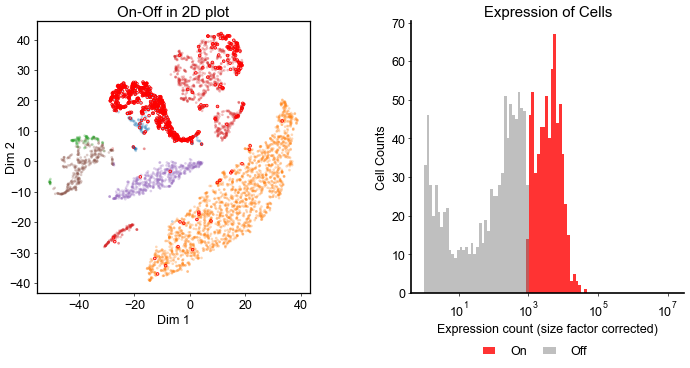 On-Off in 2D plot
Dim 2
40
30
20
10
0
−10
−20
−30
−40
−40 −20 0 20 40
Dim 1
Expression of Cells
Cell Counts
70
60
50
40
30
20
10
0
10^1 10^3 10^5 10^7
Expression count (size factor corrected)
On Off